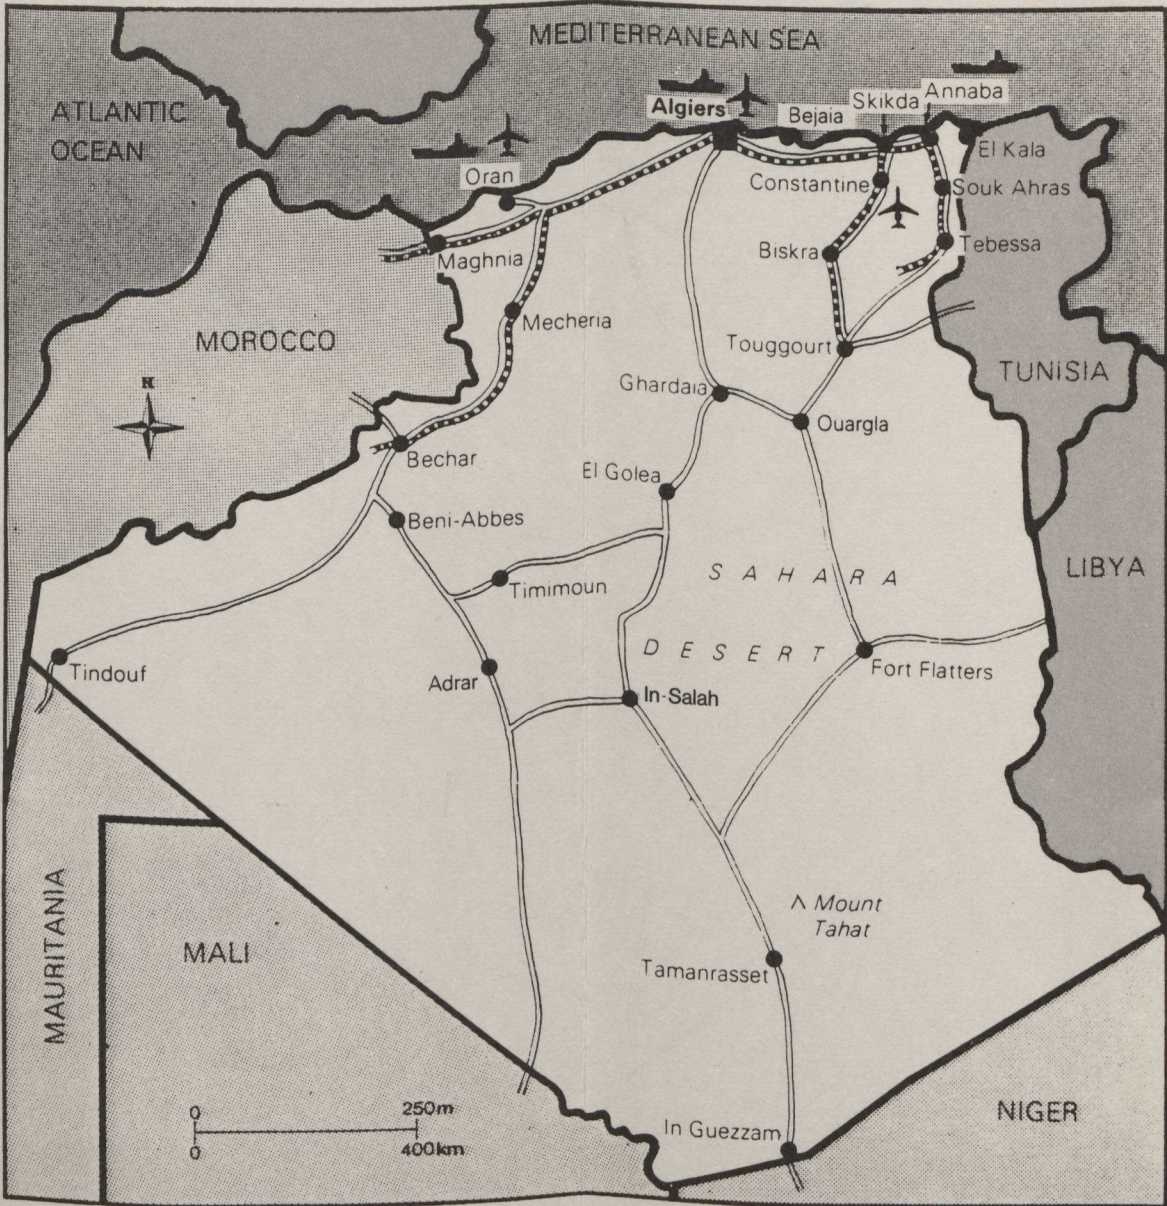 MEDITERRANEAN SEA
ATLANTIC
OCEAN
Algiers
Bejaia
Skikda
Annaba
El Kala
Oran
Constantine
Souk Ahras
Maghnia
Biskra
Tebessa
MOROCCO
Mecheria
Touggourt
TUNISIA
N
Ghardaia
Ouargla
Bechar
El Golea
Beni-Abbes
LIBYA
SAHARA
Timimoun
DESERT
Tindouf
Adrar
In-Salah
Fort Flatters
MAURITANIA
MALI
Mount
Tahat
Tamanrasset
0 250m
0 400km
NIGER
In Guezzam